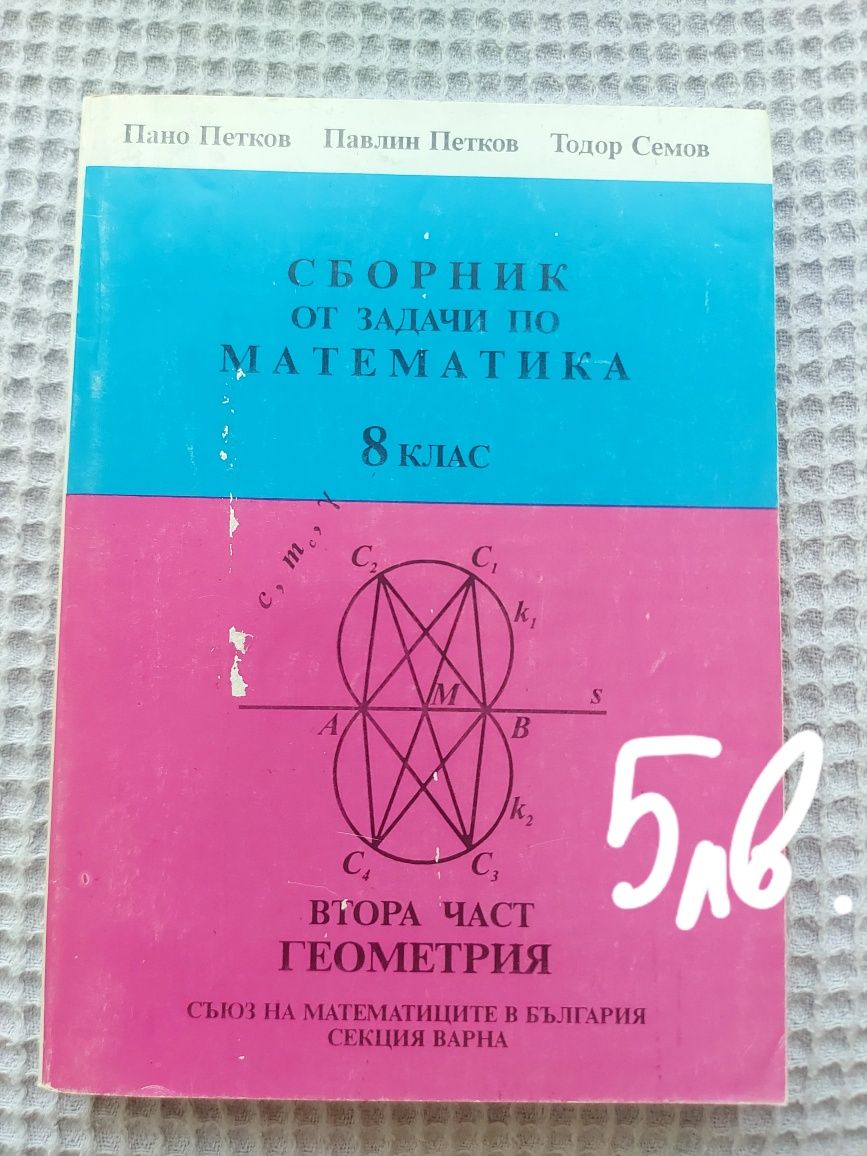 Пано Петков Павлин Петков Тодор Семов
СБОРНИК
ОТ ЗАДАЧИ ПО
МАТЕМАТИКА
8 КЛАС
c, m_c, γ
C₂ C₁
k₁
A M B s
k₂
C₄ C₃
5лв.
ВТОРА ЧАСТ
ГЕОМЕТРИЯ
СЪЮЗ НА МАТЕМАТИЦИТЕ В БЪЛГАРИЯ
СЕКЦИЯ ВАРНА